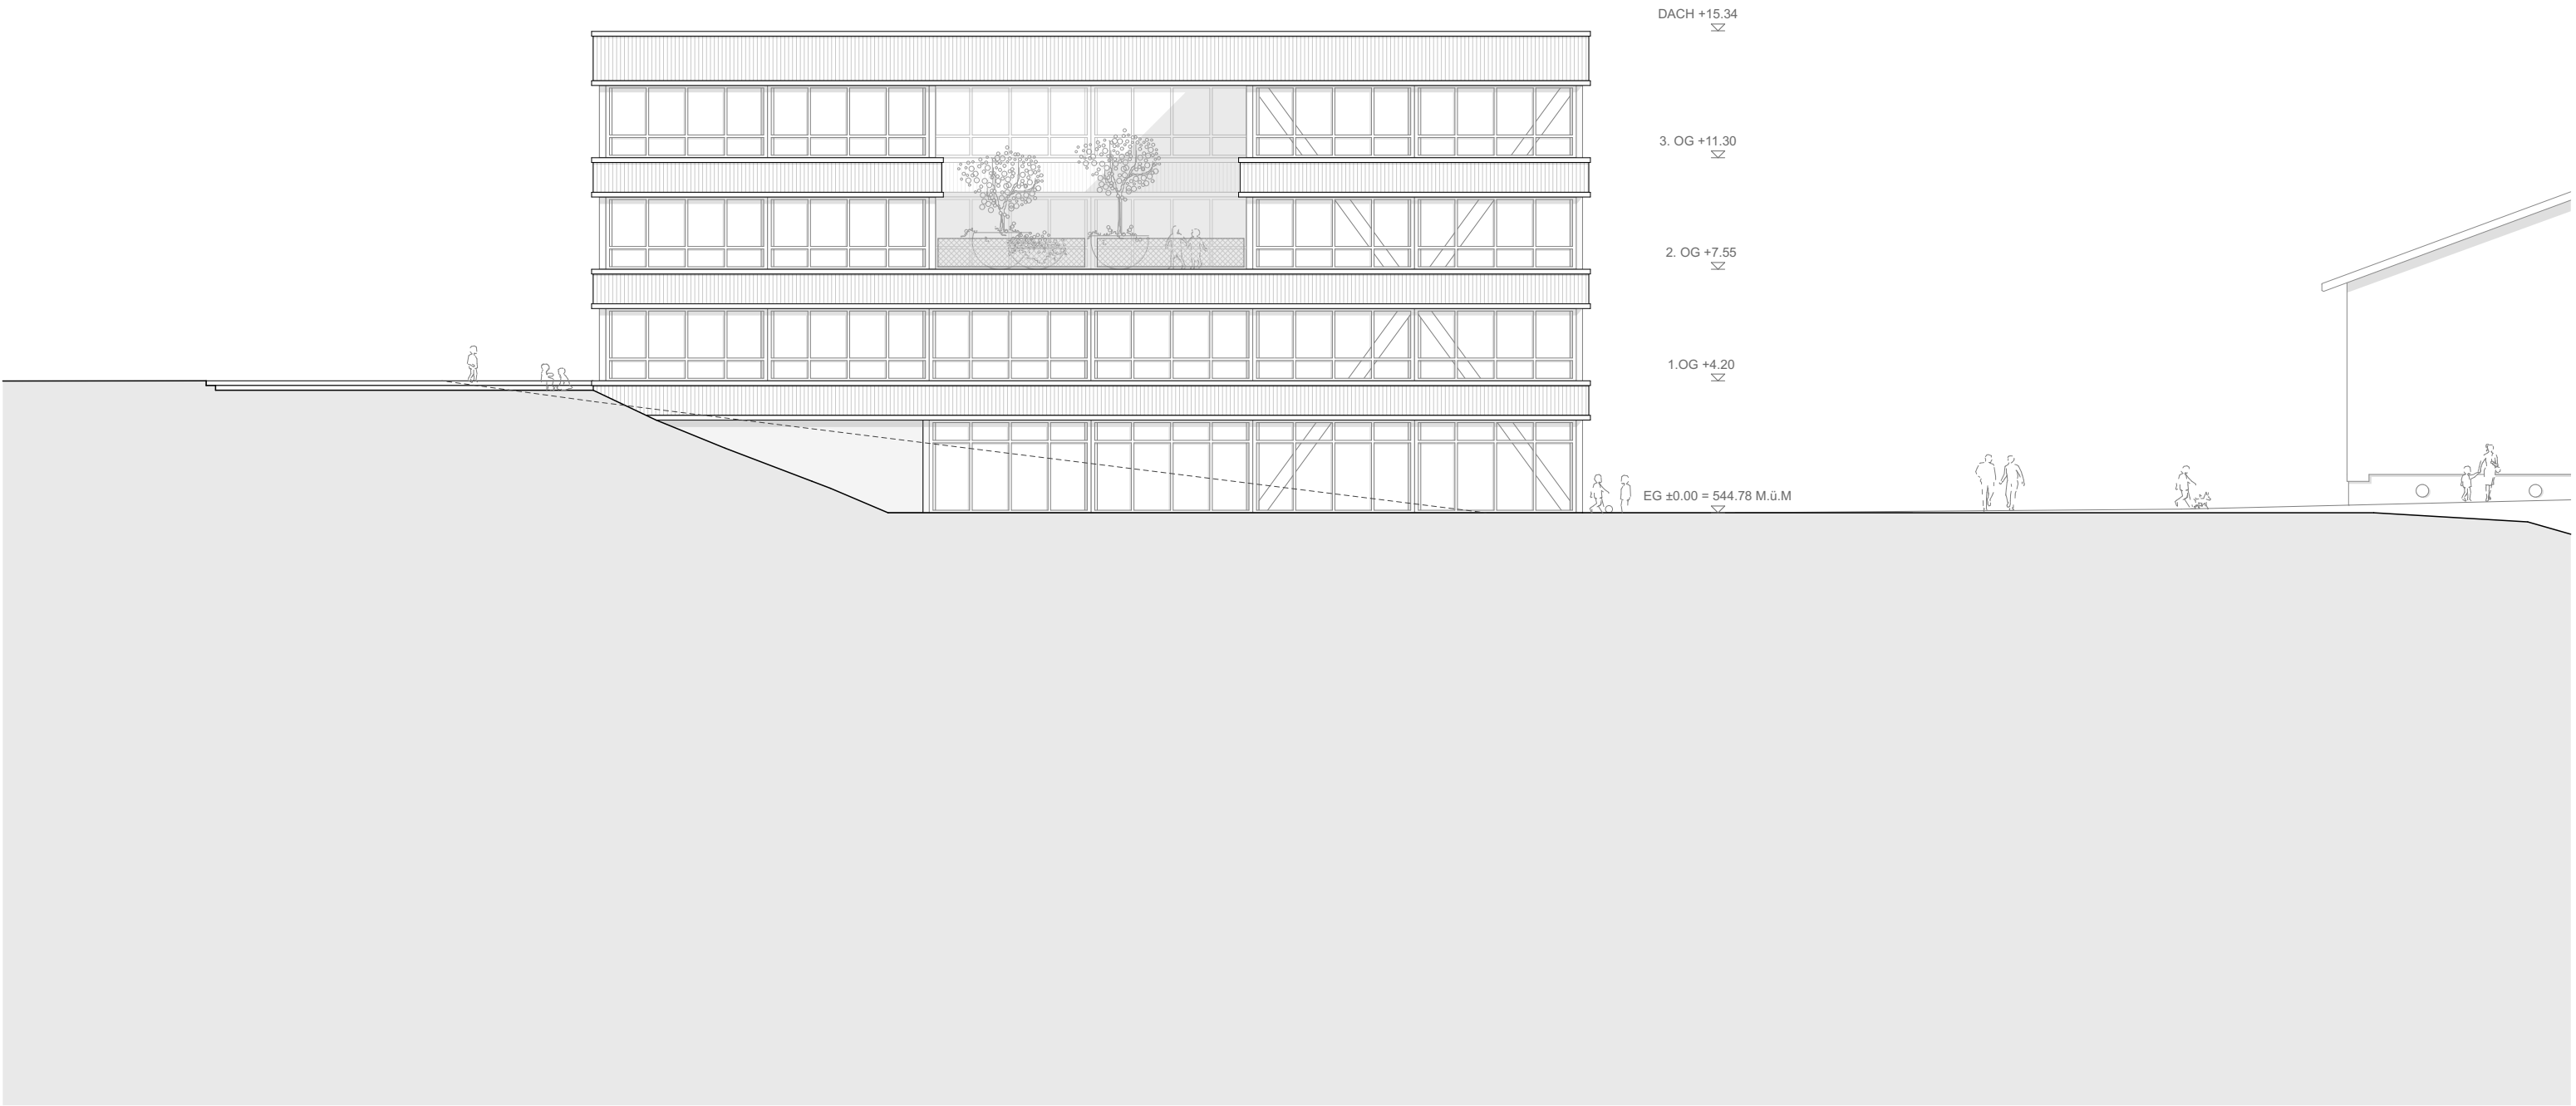 DACH +15.34
3. OG +11.30
2. OG +7.55
1.OG +4.20
EG ±0.00 = 544.78 M.ü.M